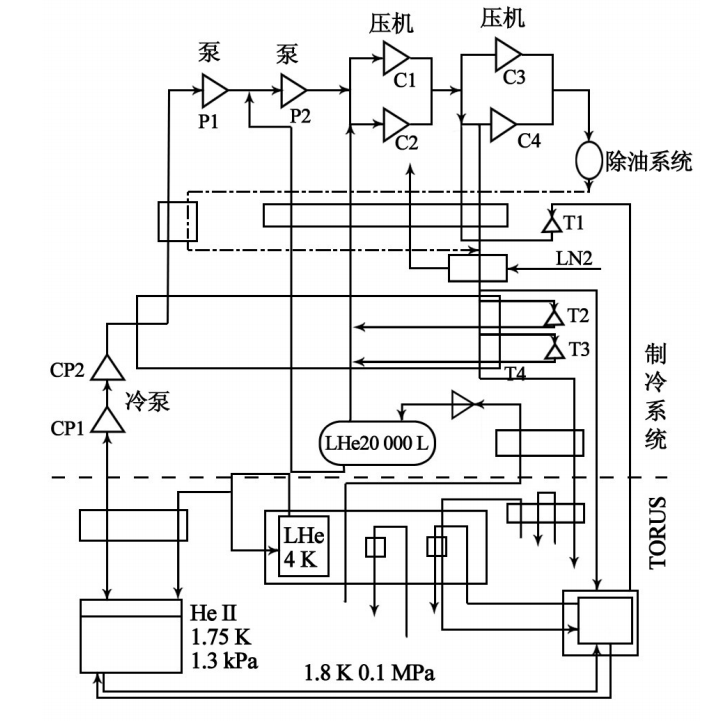 压机
压机
泵
泵
C1
C3
P1
P2
C2
C4
除油系统
T1
LN2
T2
T3
T4
CP2
冷泵
CP1
制冷系统
LHe20 000 L
LHe
4 K
TORUS
He II
1.75 K
1.3 kPa
1.8 K 0.1 MPa